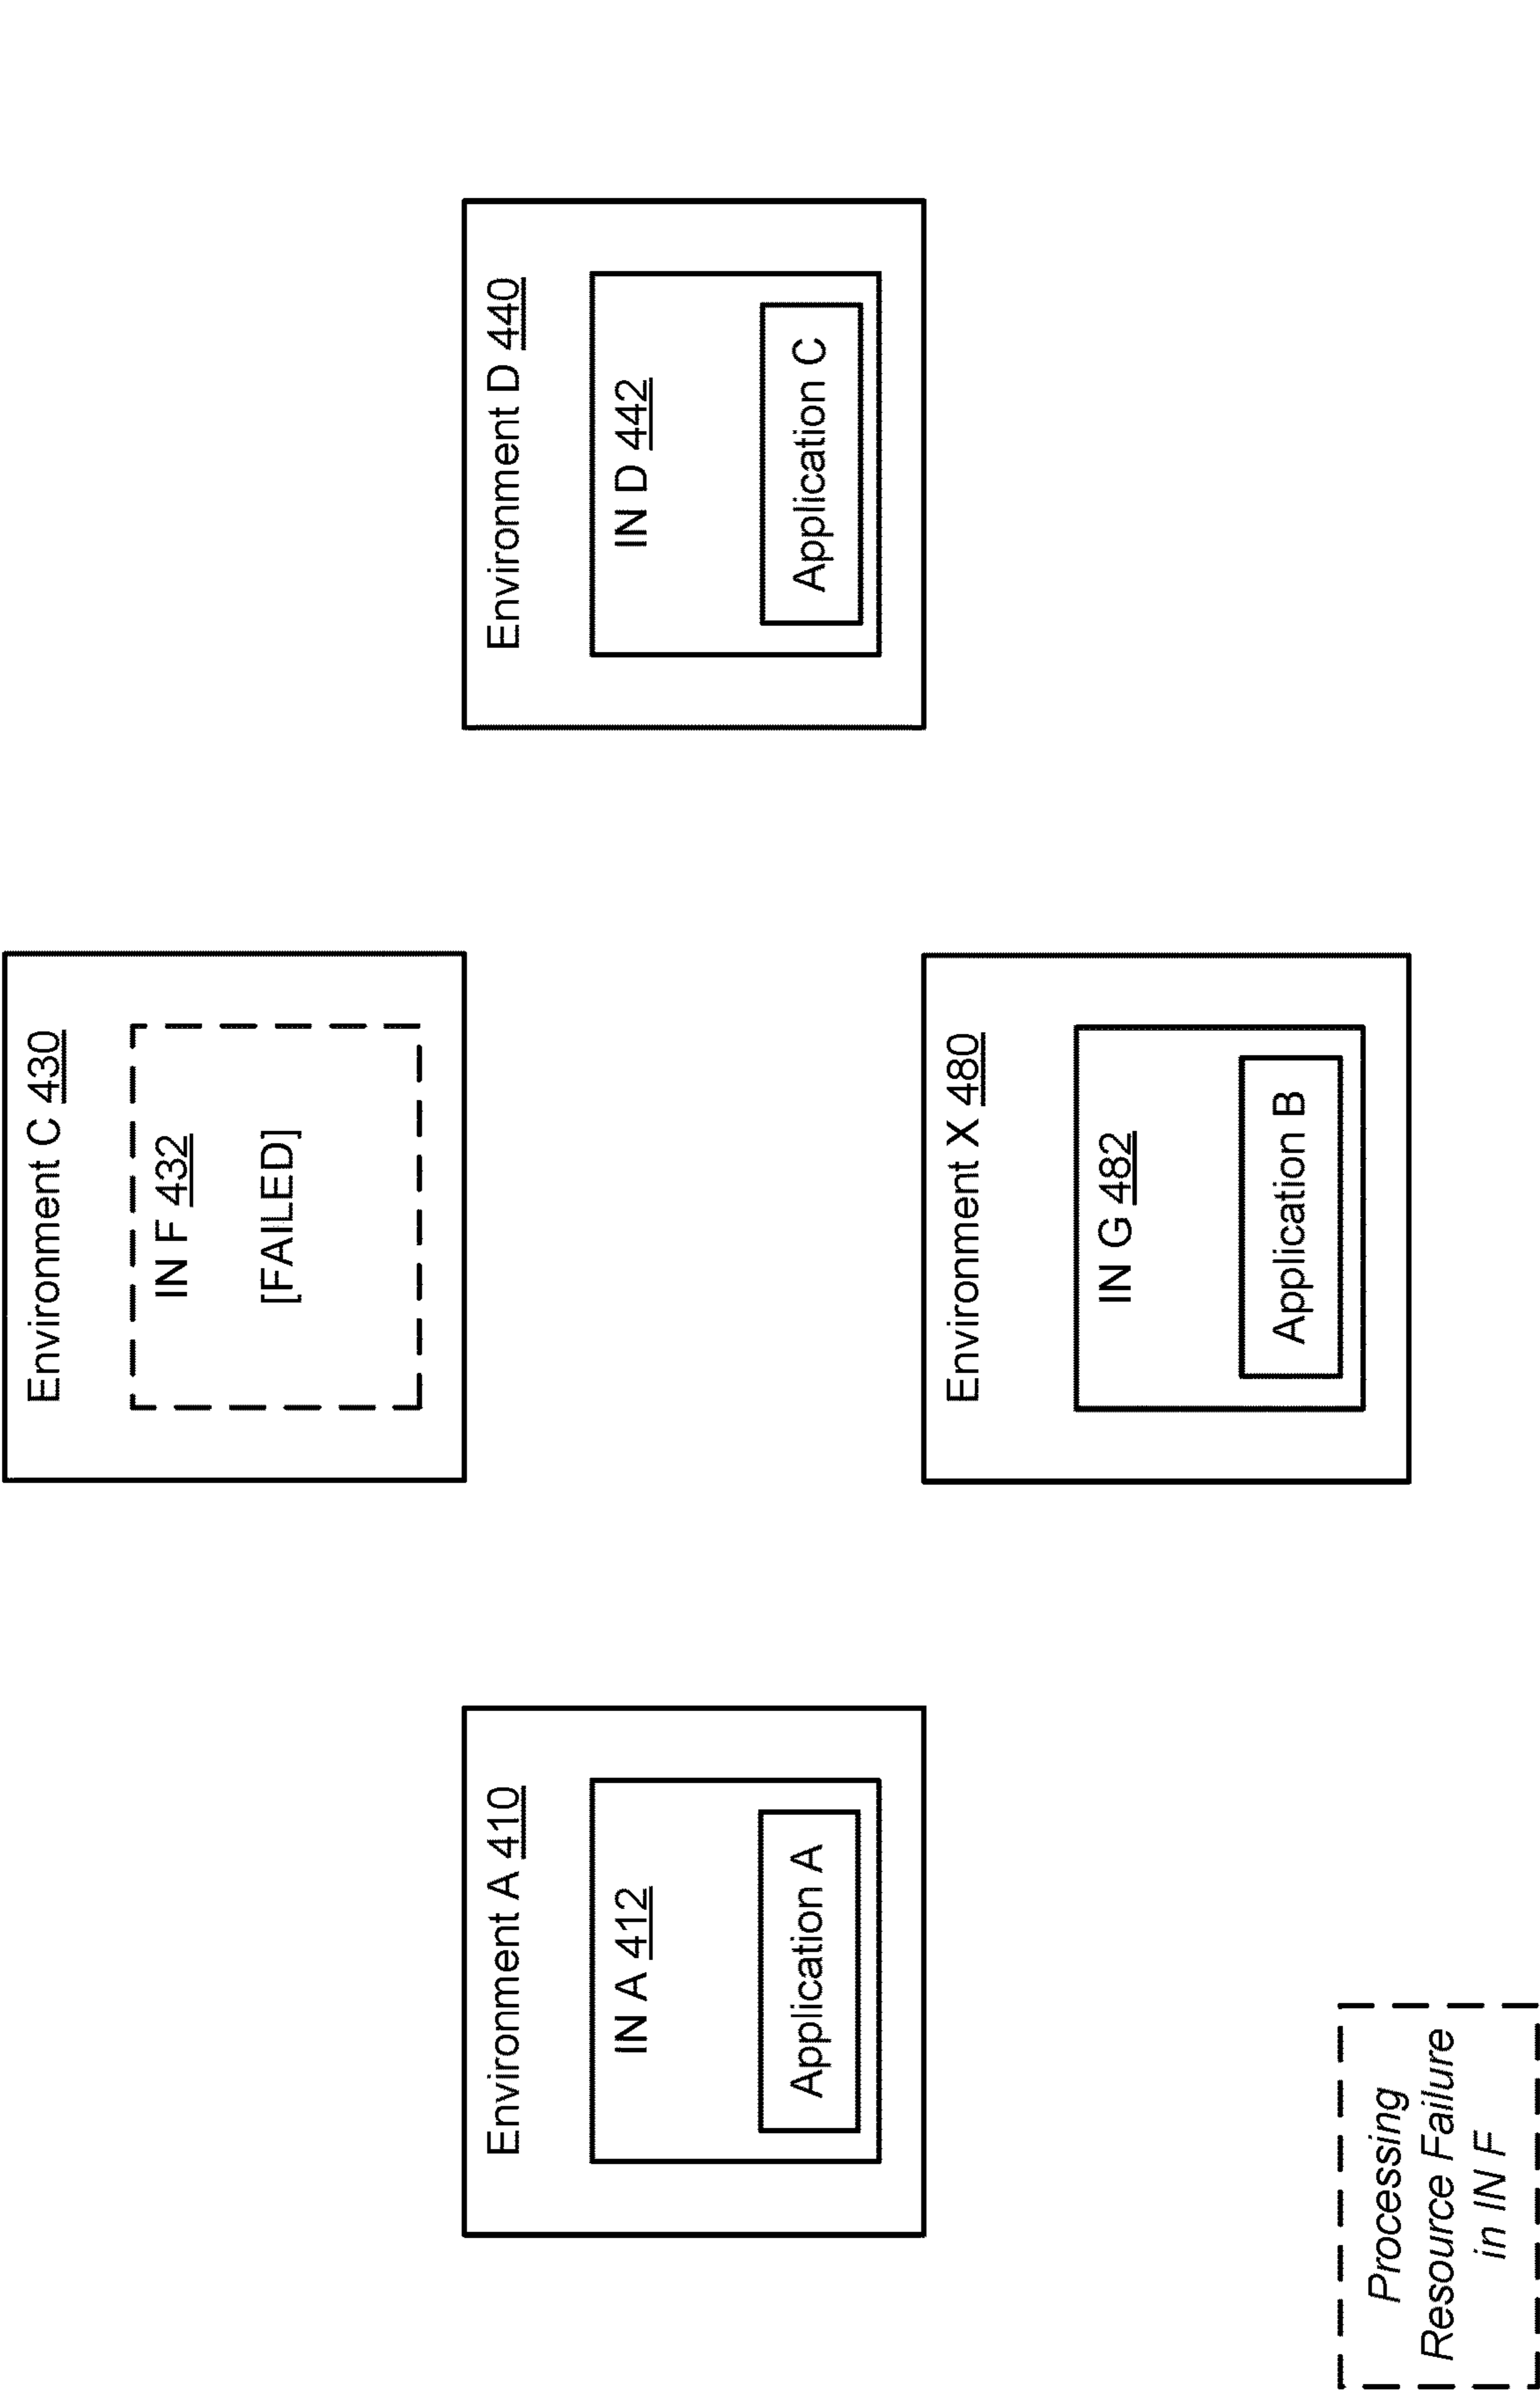 Environment C 430
IN F 432
[FAILED]
Environment A 410
IN A 412
Application A
Environment D 440
IN D 442
Application C
Environment X 480
IN G 482
Application B
Processing
Resource Failure
in IN F